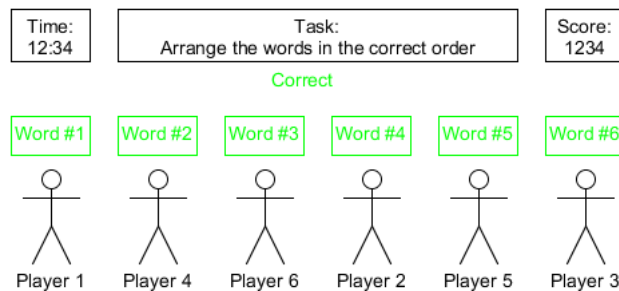 Time:
12:34
Task:
Arrange the words in the correct order
Score:
1234
Correct
Word #1
Word #2
Word #3
Word #4
Word #5
Word #6
Player 1
Player 4
Player 6
Player 2
Player 5
Player 3